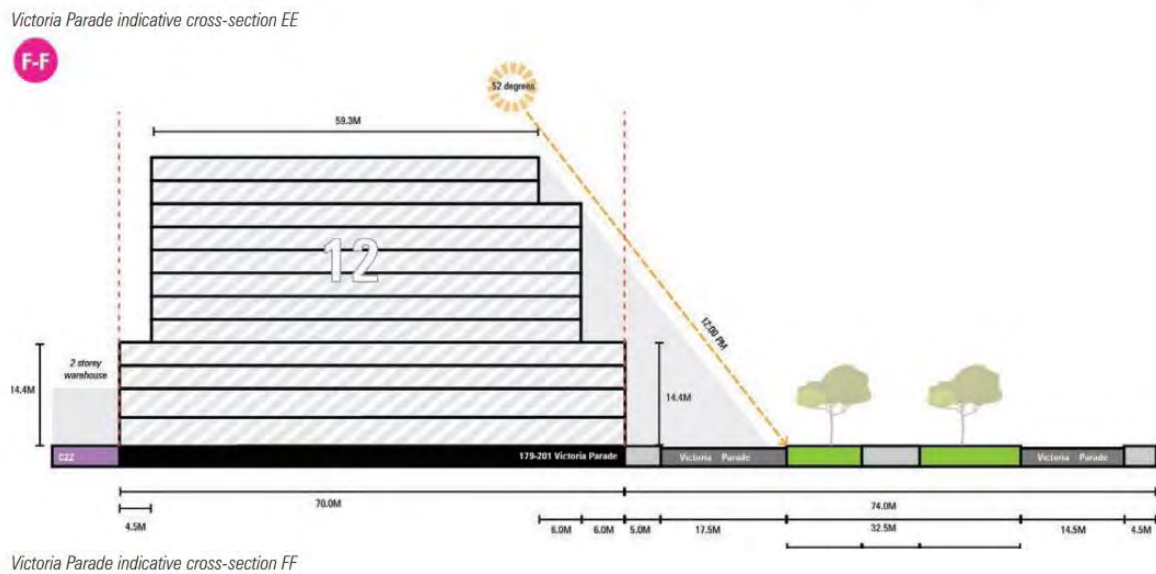 Victoria Parade indicative cross-section EE
F-F
52 degrees
59.3M
12
2 storey
warehouse
14.4M
12:00 PM
14.4M
C22
179-201 Victoria Parade
Victoria Parade
Victoria Parade
70.0M
74.0M
4.5M
6.0M
6.0M
5.0M
17.5M
32.5M
14.5M
4.5M
Victoria Parade indicative cross-section FF